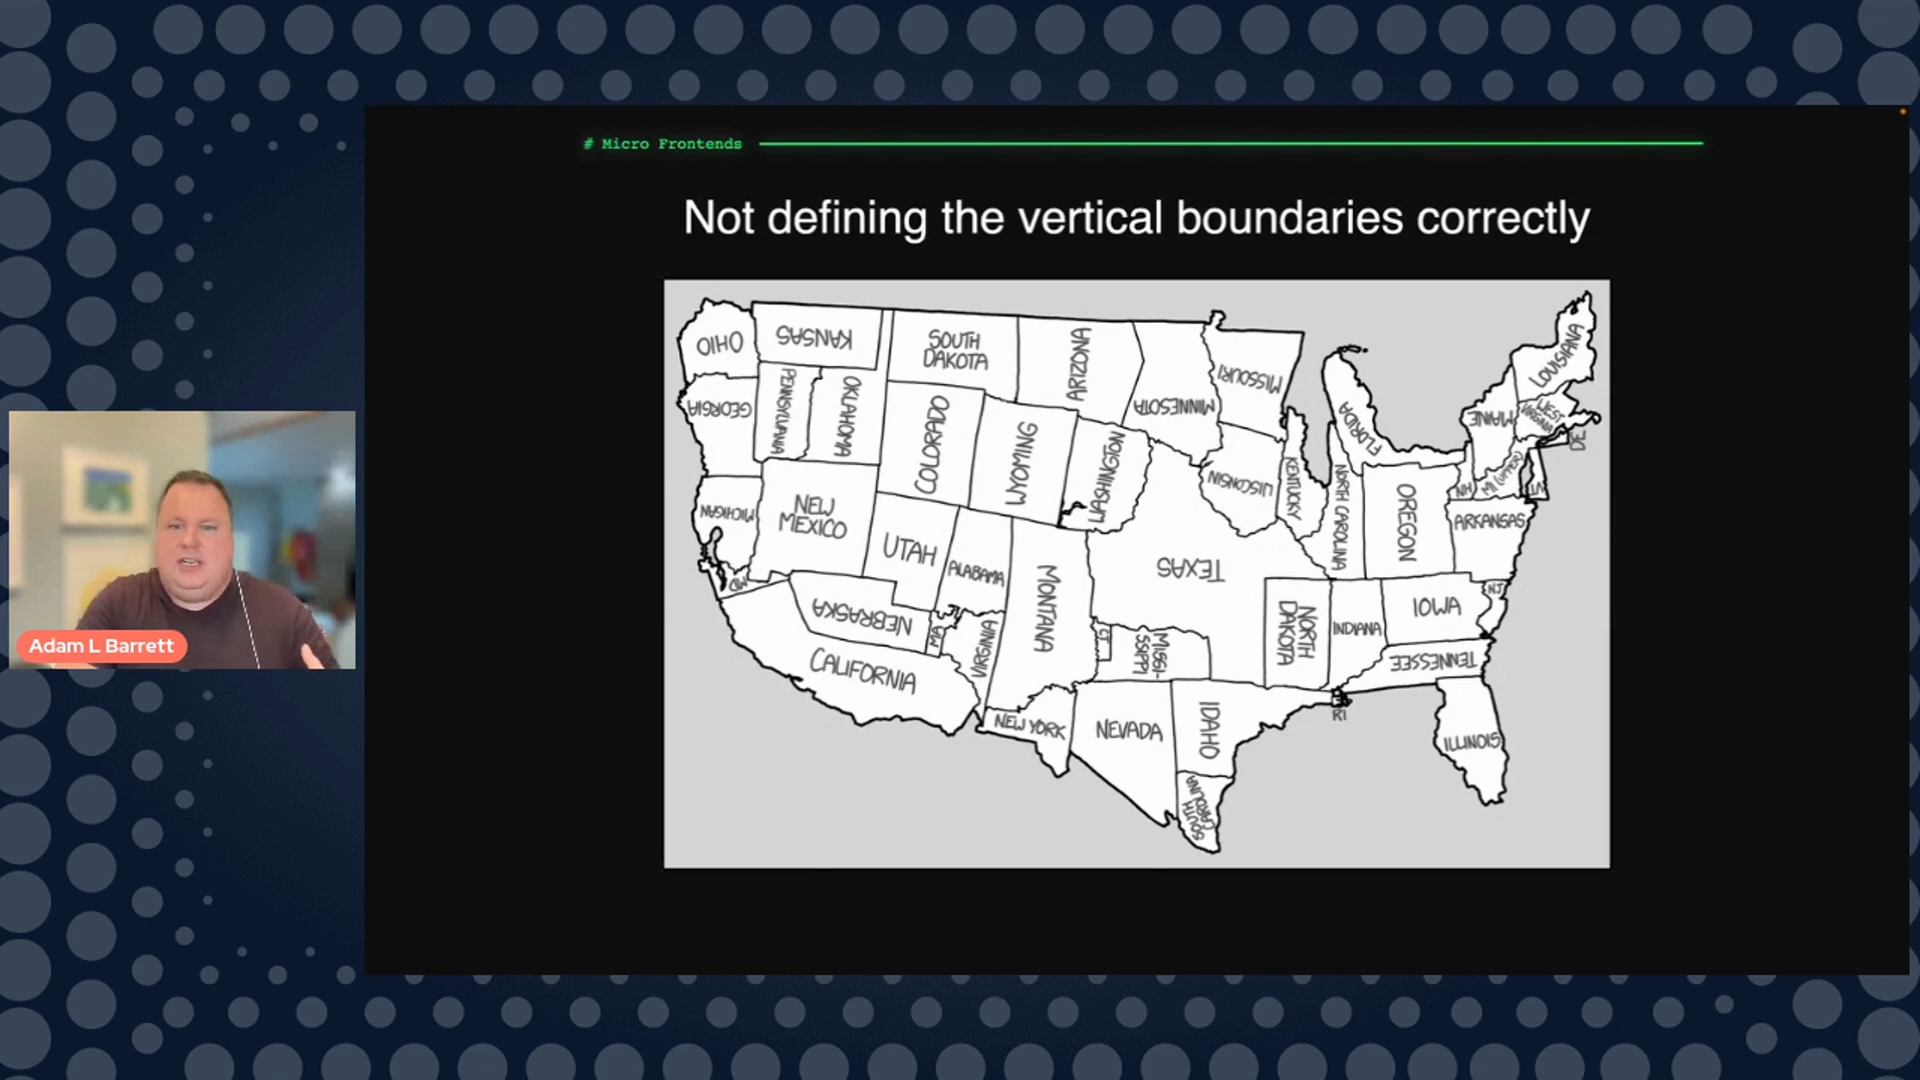 # Micro Frontends
Not defining the vertical boundaries correctly
OHIO
KANSAS
SOUTH
DAKOTA
ARIZONA
MINNESOTA
MISSOURI
LOUISIANA
GEORGIA
PENNSYLVANIA
OKLAHOMA
COLORADO
WYOMING
WASHINGTON
WISCONSIN
KENTUCKY
FLORIDA
NORTH CAROLINA
OREGON
MAINE
WEST
VIRGINIA
DE
NH
MI (UPPER)
VT
MICHIGAN
NEW
MEXICO
UTAH
ALABAMA
MONTANA
TEXAS
ARKANSAS
MD
NEBRASKA
MA
VIRGINIA
CT
MISSI-
SSIPPI
NORTH
DAKOTA
INDIANA
IOWA
NJ
TENNESSEE
CALIFORNIA
NEW YORK
NEVADA
IDAHO
SOUTH
CAROLINA
RI
ILLINOIS
Adam L Barrett